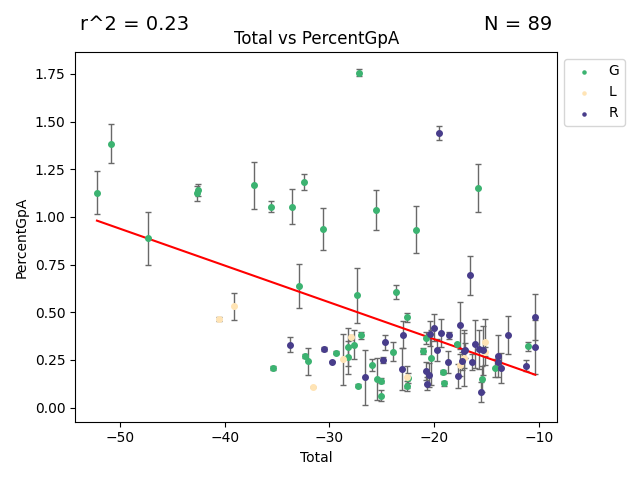 r^2 = 0.23
N = 89
Total vs PercentGpA
G
L
R
1.75
1.50
1.25
1.00
0.75
0.50
0.25
0.00
PercentGpA
−50
−40
−30
−20
−10
Total